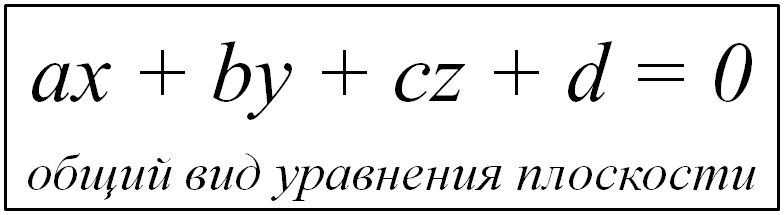 ax + by + cz + d = 0
общий вид уравнения плоскости